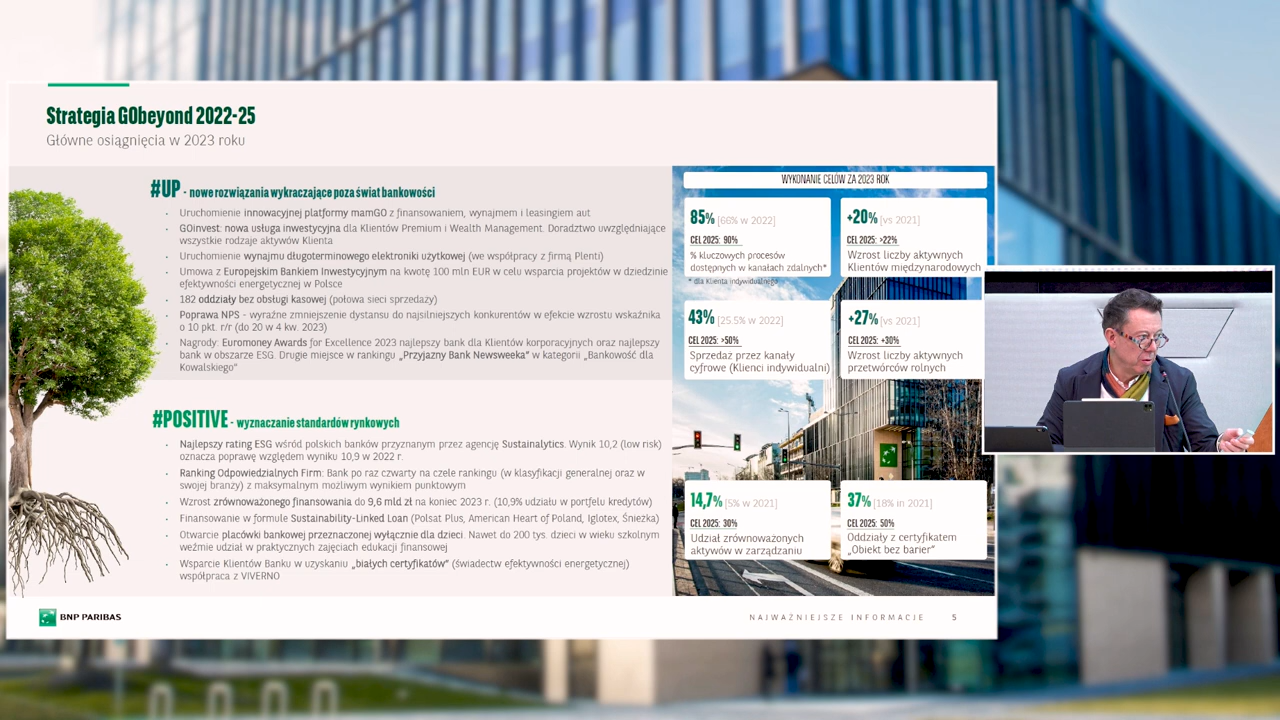 Strategia GObeyond 2022-25
Główne osiągnięcia w 2023 roku
#UP - nowe rozwiązania wykraczające poza świat bankowości
Uruchomienie innowacyjnej platformy mamGO z finansowaniem, wynajmem i leasingiem aut
GOinvest: nowa usługa inwestycyjna dla Klientów Premium i Wealth Management. Doradztwo uwzględniające
wszystkie rodzaje aktywów Klienta
Uruchomienie wynajmu długoterminowego elektroniki użytkowej (we współpracy z firmą Plenti)
Umowa z Europejskim Bankiem Inwestycyjnym na kwotę 100 mln EUR w celu wsparcia projektów w dziedzinie
efektywności energetycznej w Polsce
182 oddziały bez obsługi kasowej (połowa sieci sprzedazy)
Poprawa NPS - wyraźne zmniejszenie dystansu do najsilniejszych konkurentów w efekcie wzrostu wskaźnika
o 10 pkt. r/r (do 20 w 4 kw. 2023)
Nagrody: Euromoney Awards for Excellence 2023 najlepszy bank dla Klientów korporacyjnych oraz najlepszy
bank w obszarze ESG. Drugie miejsce w rankingu „Przyjazny Bank Newsweeka" w kategorii „Bankowość dla
Kowalskiego"
#POSITIVE - wyznaczanie standardów rynkowych
Najlepszy rating ESG wśród polskich banków przyznanym przez agencję Sustainalytics. Wynik 10,2 (low risk)
oznacza poprawę względem wyniku 10,9 w 2022 r.
Ranking Odpowiedzialnych Firm: Bank po raz czwarty na czele rankingu (w klasyfikacji generalnej oraz w
swojej branży) z maksymalnym możliwym wynikiem punktowym
Wzrost zrównoważonego finansowania do 9,6 mld zł na koniec 2023 r. (10,9% udziału w portfelu kredytów)
Finansowanie w formule Sustainability-Linked Loan (Polsat Plus, American Heart of Poland, Iglotex, Śnieżka)
Otwarcie placówki bankowej przeznaczonej wyłącznie dla dzieci. Nawet do 200 tys. dzieci w wieku szkolnym
weźmie udział w praktycznych zajęciach edukacji finansowej
Wsparcie Klientów Banku w uzyskaniu „białych certyfikatów" (świadectw efektywności energetycznej)
współpraca z VIVERNO
WYKONANIE CELÓW ZA 2023 ROK
85% [66% w 2022]
CEL 2025: 90%
% kluczowych procesów
dostępnych w kanałach zdalnych*
* dla Klienta indywidualnego
+20% [vs 2021]
CEL 2025: >22%
Wzrost liczby aktywnych
Klientów międzynarodowych
43% [25.5% w 2022]
CEL 2025: >50%
Sprzedaż przez kanały
cyfrowe (Klienci indywidualni)
+27% [vs 2021]
CEL 2025: +30%
Wzrost liczby aktywnych
przetwórców rolnych
14,7% [5% w 2021]
CEL 2025: 30%
Udział zrównoważonych
aktywów w zarządzaniu
37% [18% in 2021]
CEL 2025: 50%
Oddziały z certyfikatem
„Obiekt bez barier"
BNP PARIBAS
NAJWAŻNIEJSZE INFORMACJE 5